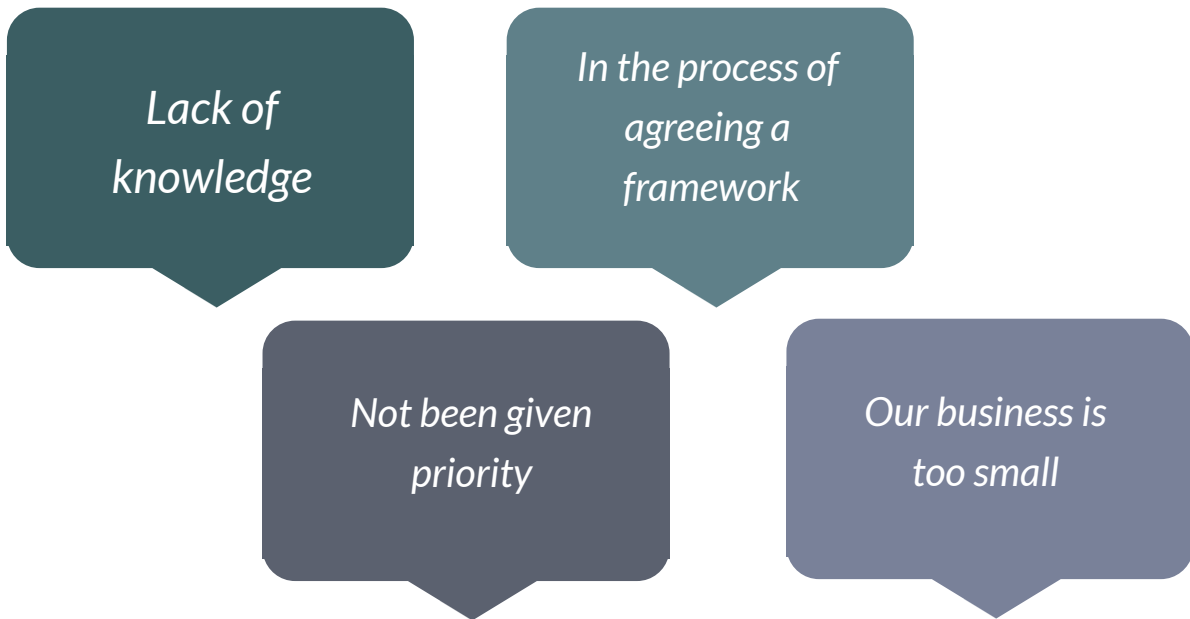 Lack of
knowledge
In the process of
agreeing a
framework
Not been given
priority
Our business is
too small